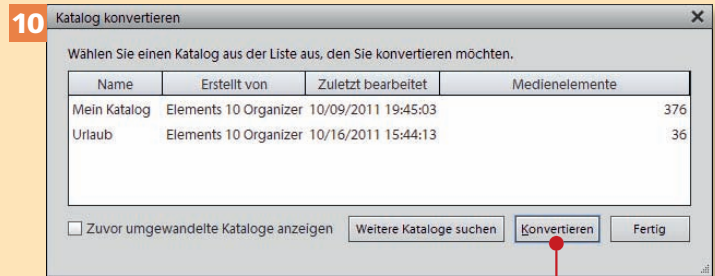 10
Katalog konvertieren
Wählen Sie einen Katalog aus der Liste aus, den Sie konvertieren möchten.
Name Erstellt von Zuletzt bearbeitet Medienelemente
Mein Katalog Elements 10 Organizer 10/09/2011 19:45:03 376
Urlaub Elements 10 Organizer 10/16/2011 15:44:13 36
Zuvor umgewandelte Kataloge anzeigen Weitere Kataloge suchen Konvertieren Fertig